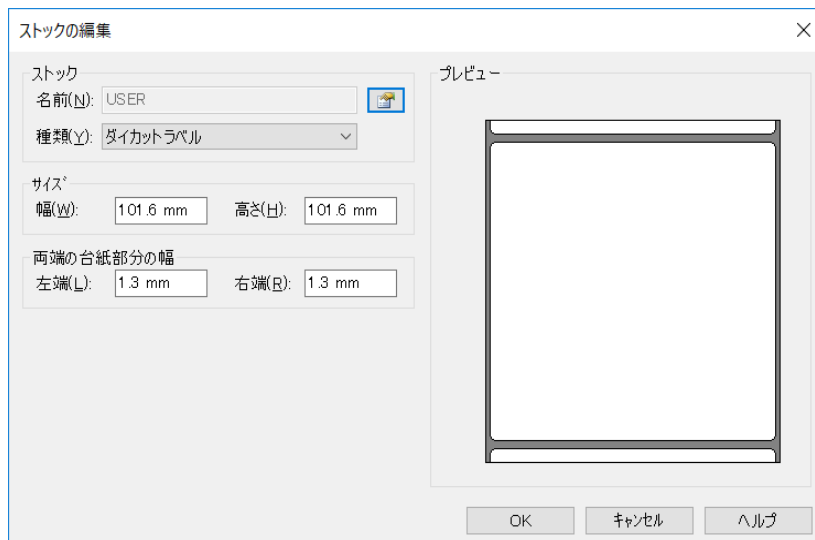 ストックの編集
ストック
名前(N): USER
種類(Y): ダイカットラベル
サイズ
幅(W): 101.6 mm 高さ(H): 101.6 mm
両端の台紙部分の幅
左端(L): 1.3 mm 右端(R): 1.3 mm
プレビュー
OK キャンセル ヘルプ